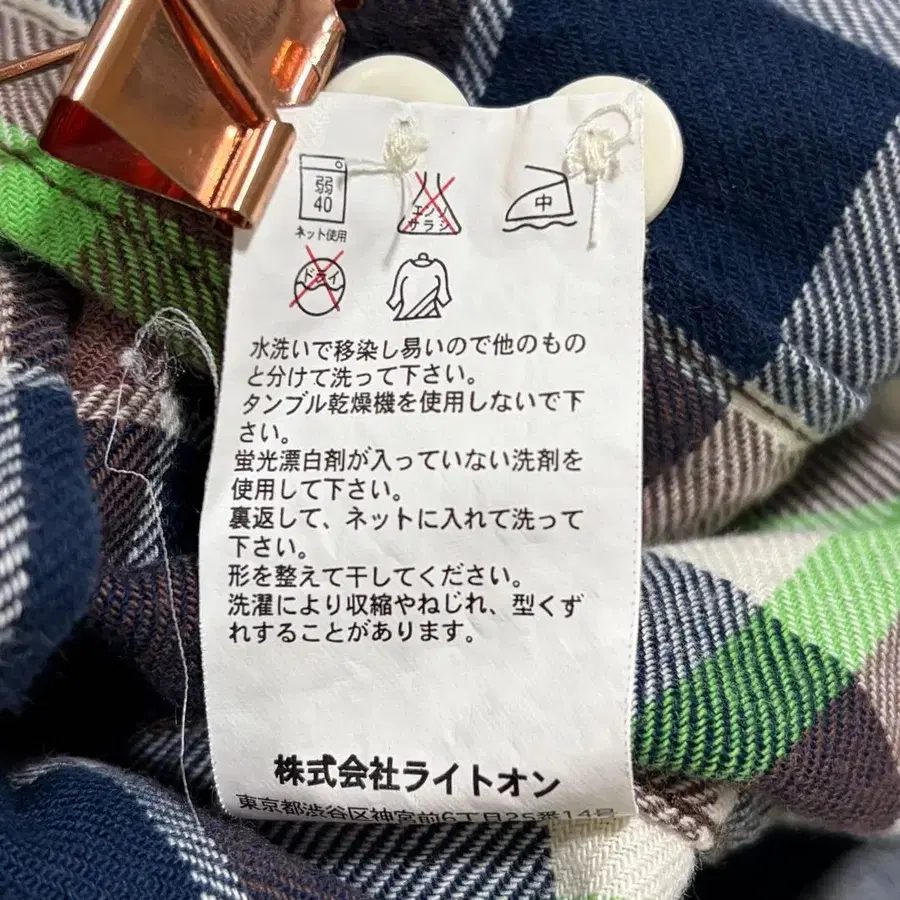 弱
40
ネット使用
エンソ
サラシ
中
ドライ
水洗いで移染し易いので他のもの
と分けて洗って下さい。
タンブル乾燥機を使用しないで下
さい。
蛍光漂白剤が入っていない洗剤を
使用して下さい。
裏返して、ネットに入れて洗って
下さい。
形を整えて干してください。
洗濯により収縮やねじれ、型くず
れすることがあります。
株式会社ライトオン
東京都渋谷区神宮前6丁目25番14号